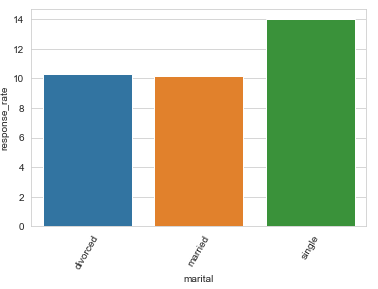 14
12
10
8
6
4
2
0
response_rate
divorced
married
single
marital